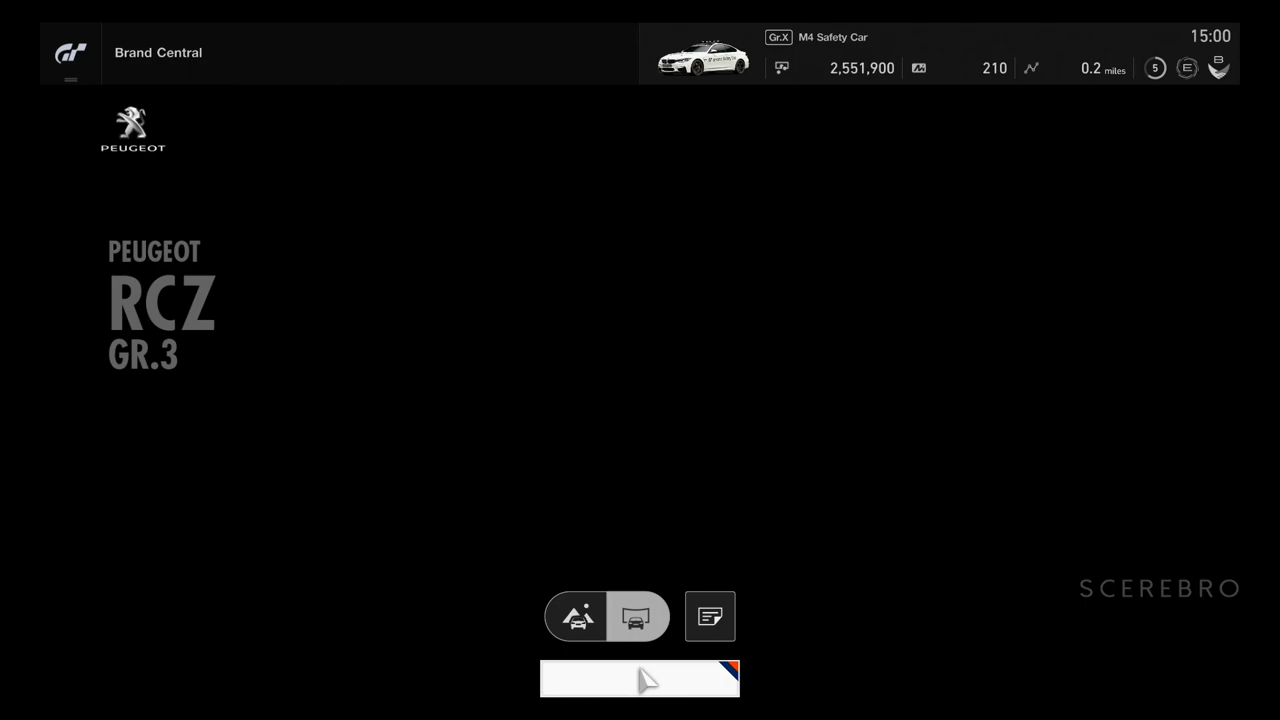 Brand Central
Gr.X M4 Safety Car
15:00
2,551,900
210
0.2 miles
5
E
B
PEUGEOT
PEUGEOT
RCZ
GR.3
SCEREBRO